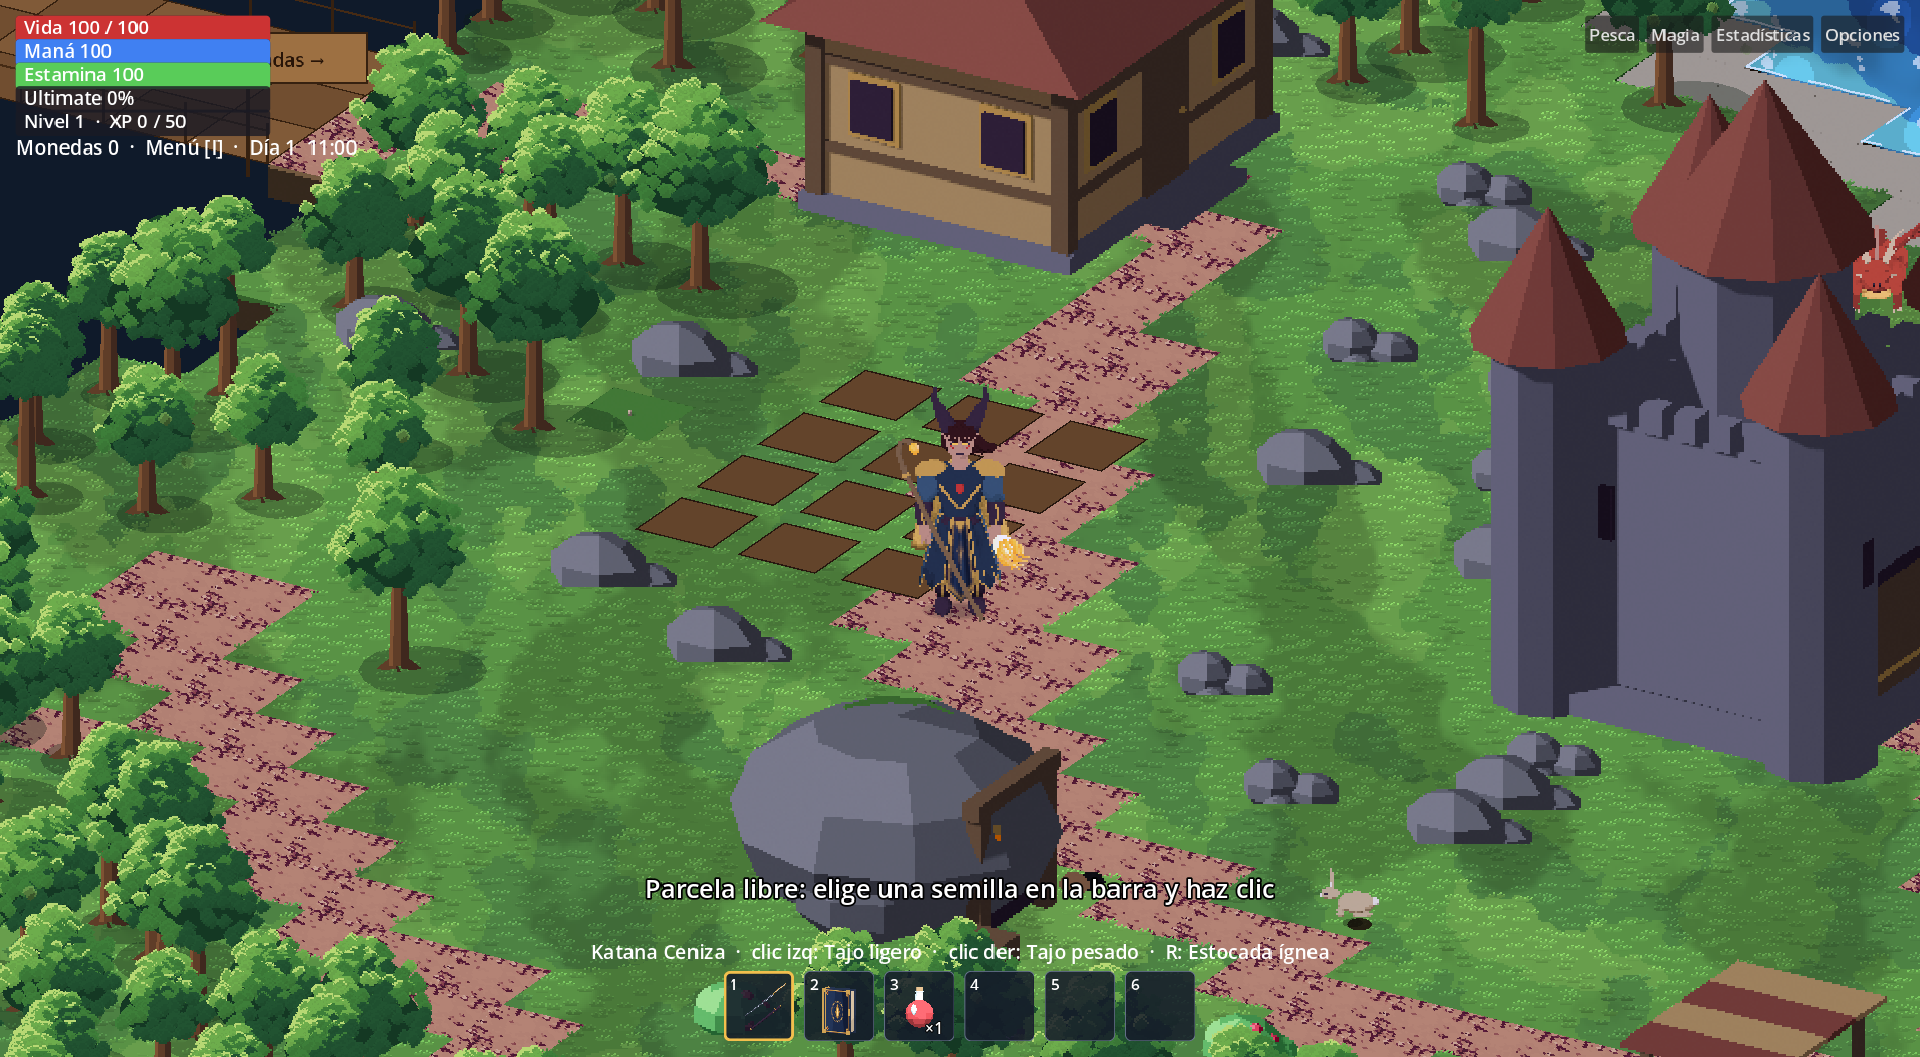 Vida 100 / 100
Maná 100
Estamina 100
Ultimate 0%
Nivel 1 · XP 0 / 50
Monedas 0 · Menú [I] · Día 1 11:00
→
Pesca Magia Estadísticas Opciones
Parcela libre: elige una semilla en la barra y haz clic
Katana Ceniza · clic izq: Tajo ligero · clic der: Tajo pesado · R: Estocada ígnea
1 2 3 4 5 6
×1